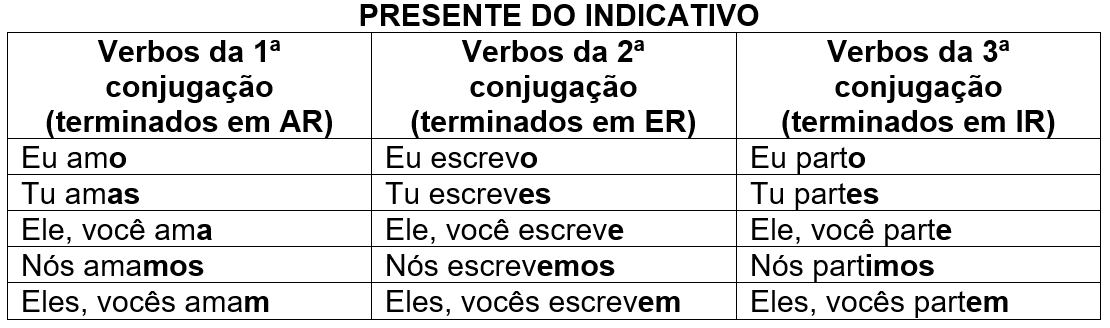 PRESENTE DO INDICATIVO
Verbos da 1ª
conjugação
(terminados em AR)
Verbos da 2ª
conjugação
(terminados em ER)
Verbos da 3ª
conjugação
(terminados em IR)
Eu amo
Eu escrevo
Eu parto
Tu amas
Tu escreves
Tu partes
Ele, você ama
Ele, você escreve
Ele, você parte
Nós amamos
Nós escrevemos
Nós partimos
Eles, vocês amam
Eles, vocês escrevem
Eles, vocês partem